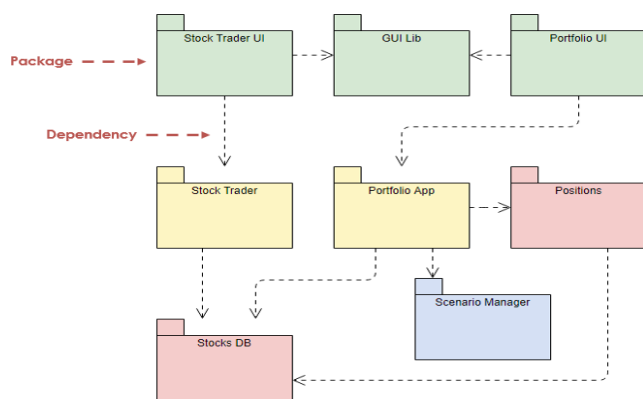 Stock Trader UI
GUI Lib
Portfolio UI
Package
Dependency
Stock Trader
Portfolio App
Positions
Scenario Manager
Stocks DB